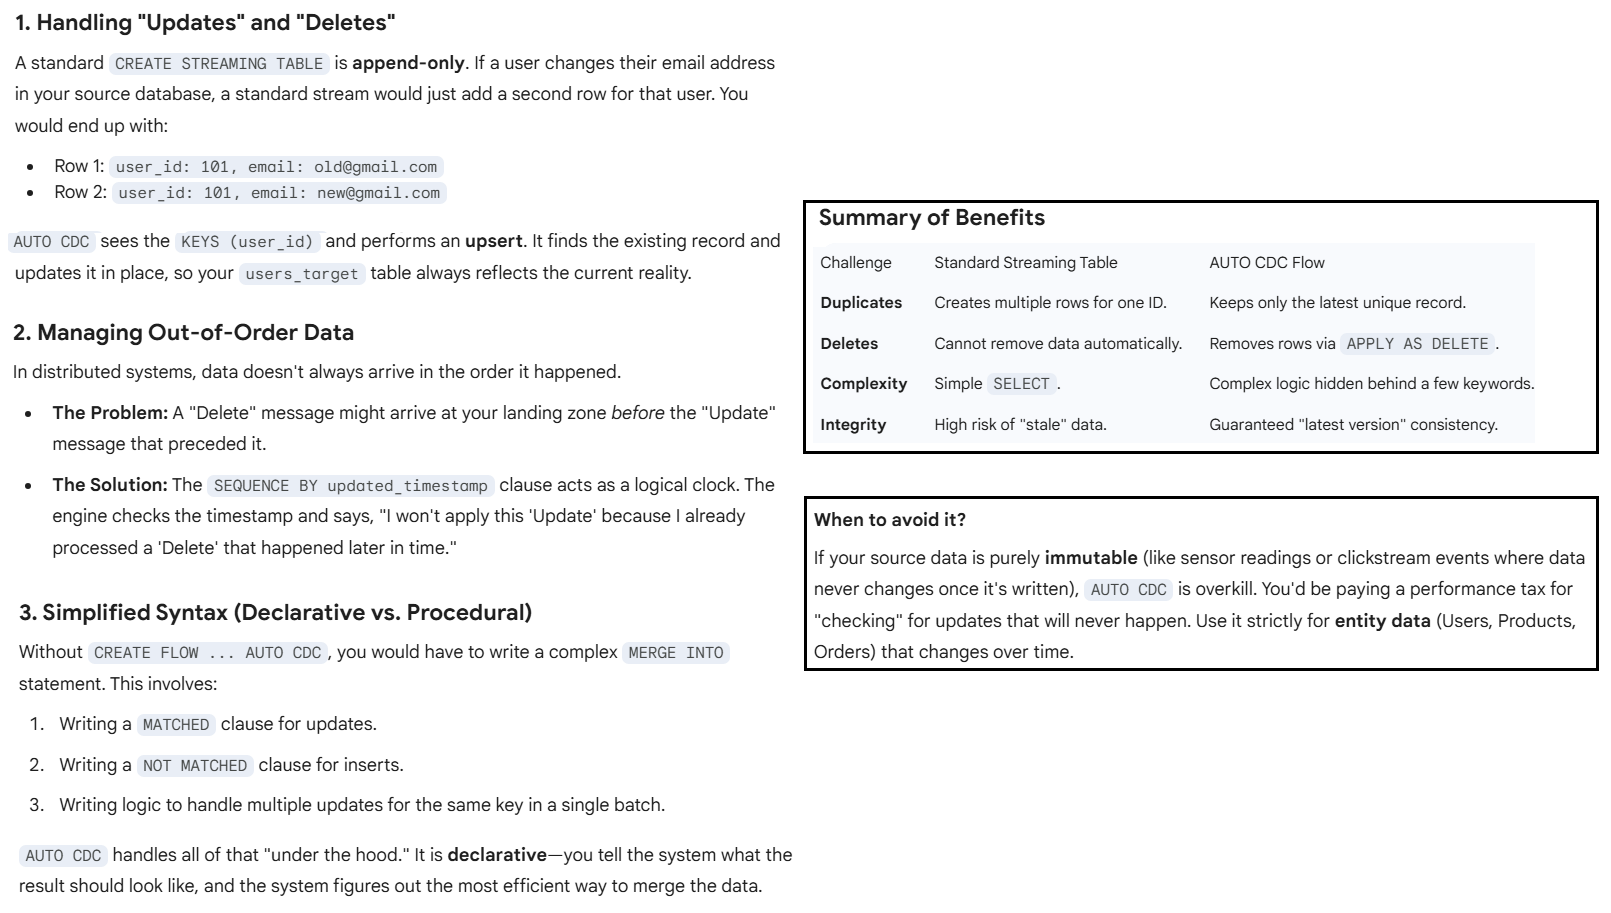 1. Handling "Updates" and "Deletes"
A standard CREATE STREAMING TABLE is append-only. If a user changes their email address
in your source database, a standard stream would just add a second row for that user. You
would end up with:
• Row 1: user_id: 101, email: old@gmail.com
• Row 2: user_id: 101, email: new@gmail.com
AUTO CDC sees the KEYS (user_id) and performs an upsert. It finds the existing record and
updates it in place, so your users_target table always reflects the current reality.
2. Managing Out-of-Order Data
In distributed systems, data doesn't always arrive in the order it happened.
• The Problem: A "Delete" message might arrive at your landing zone before the "Update"
message that preceded it.
• The Solution: The SEQUENCE BY updated_timestamp clause acts as a logical clock. The
engine checks the timestamp and says, "I won't apply this 'Update' because I already
processed a 'Delete' that happened later in time."
3. Simplified Syntax (Declarative vs. Procedural)
Without CREATE FLOW ... AUTO CDC, you would have to write a complex MERGE INTO
statement. This involves:
1. Writing a MATCHED clause for updates.
2. Writing a NOT MATCHED clause for inserts.
3. Writing logic to handle multiple updates for the same key in a single batch.
AUTO CDC handles all of that "under the hood." It is declarative—you tell the system what the
result should look like, and the system figures out the most efficient way to merge the data.
Summary of Benefits
Challenge Standard Streaming Table AUTO CDC Flow
Duplicates Creates multiple rows for one ID. Keeps only the latest unique record.
Deletes Cannot remove data automatically. Removes rows via APPLY AS DELETE.
Complexity Simple SELECT. Complex logic hidden behind a few keywords.
Integrity High risk of "stale" data. Guaranteed "latest version" consistency.
When to avoid it?
If your source data is purely immutable (like sensor readings or clickstream events where data
never changes once it's written), AUTO CDC is overkill. You'd be paying a performance tax for
"checking" for updates that will never happen. Use it strictly for entity data (Users, Products,
Orders) that changes over time.